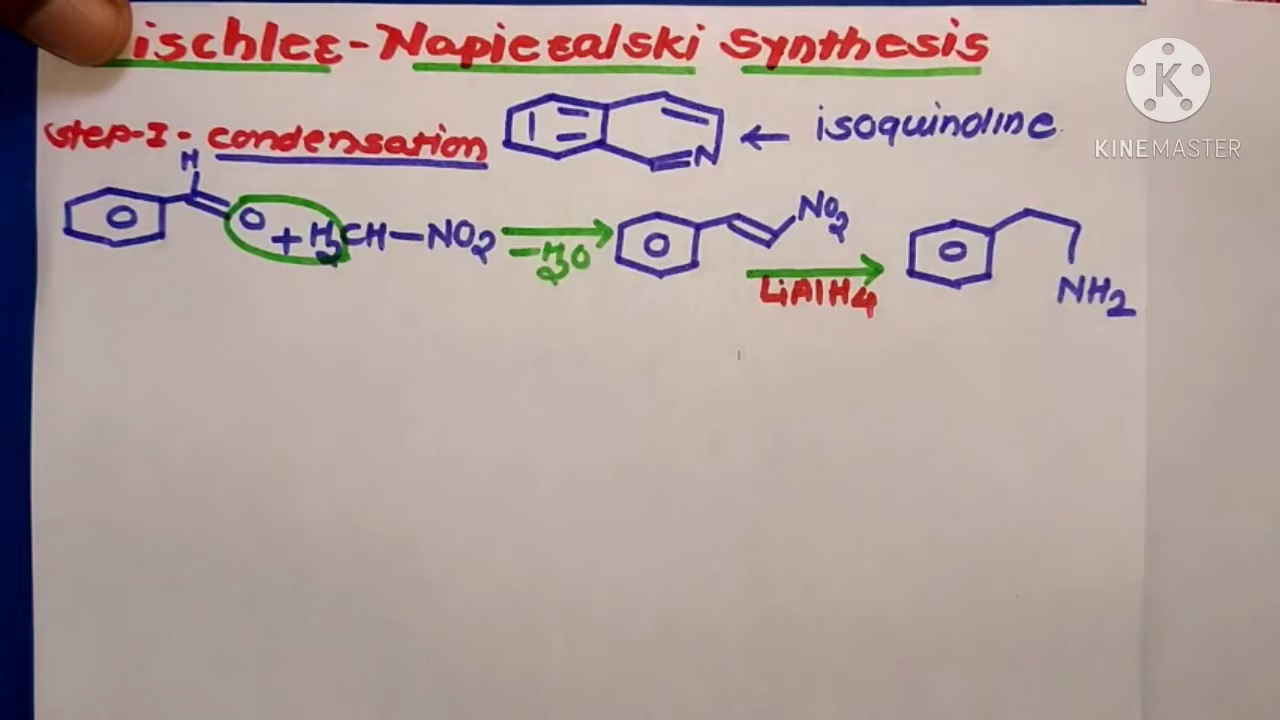 ischler-Napieralski Synthesis
K
KINEMASTER
isoquinoline
N
Step-I- condensation
H
O + H2CH-NO2
-H2O
NO2
LiAlH4
NH2